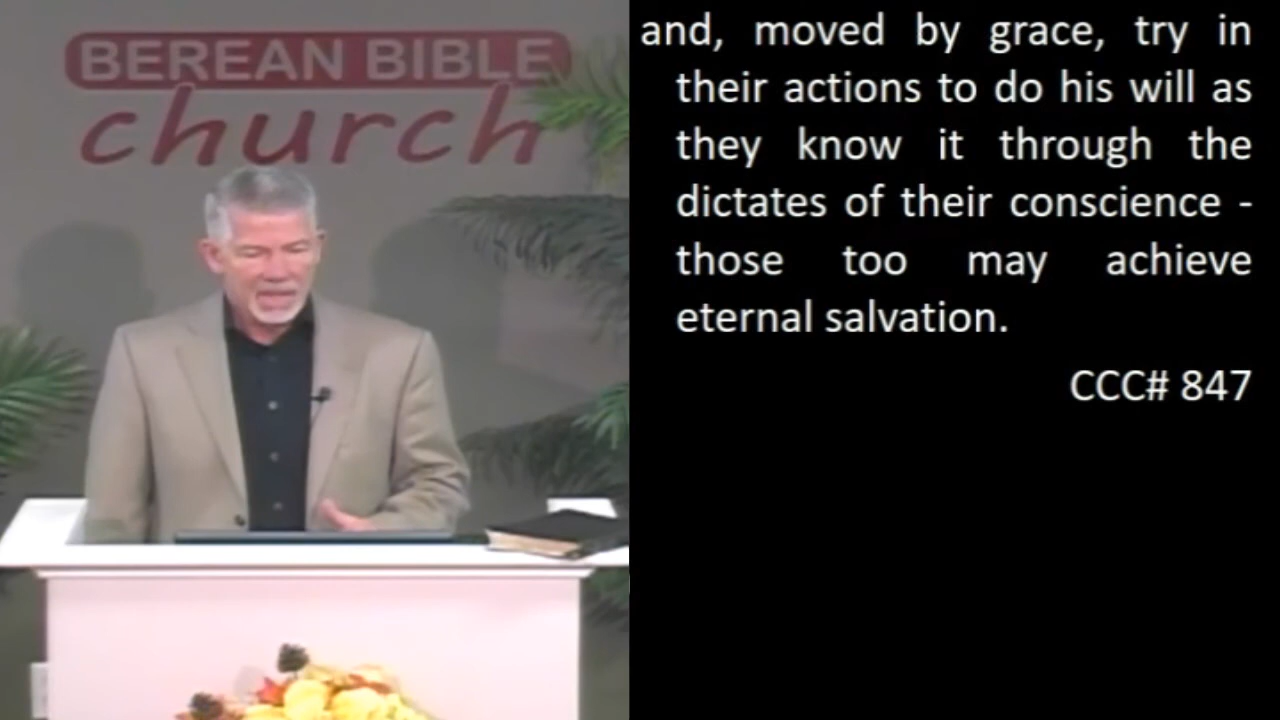 BEREAN BIBLE
church
and, moved by grace, try in
their actions to do his will as
they know it through the
dictates of their conscience -
those too may achieve
eternal salvation.
CCC# 847